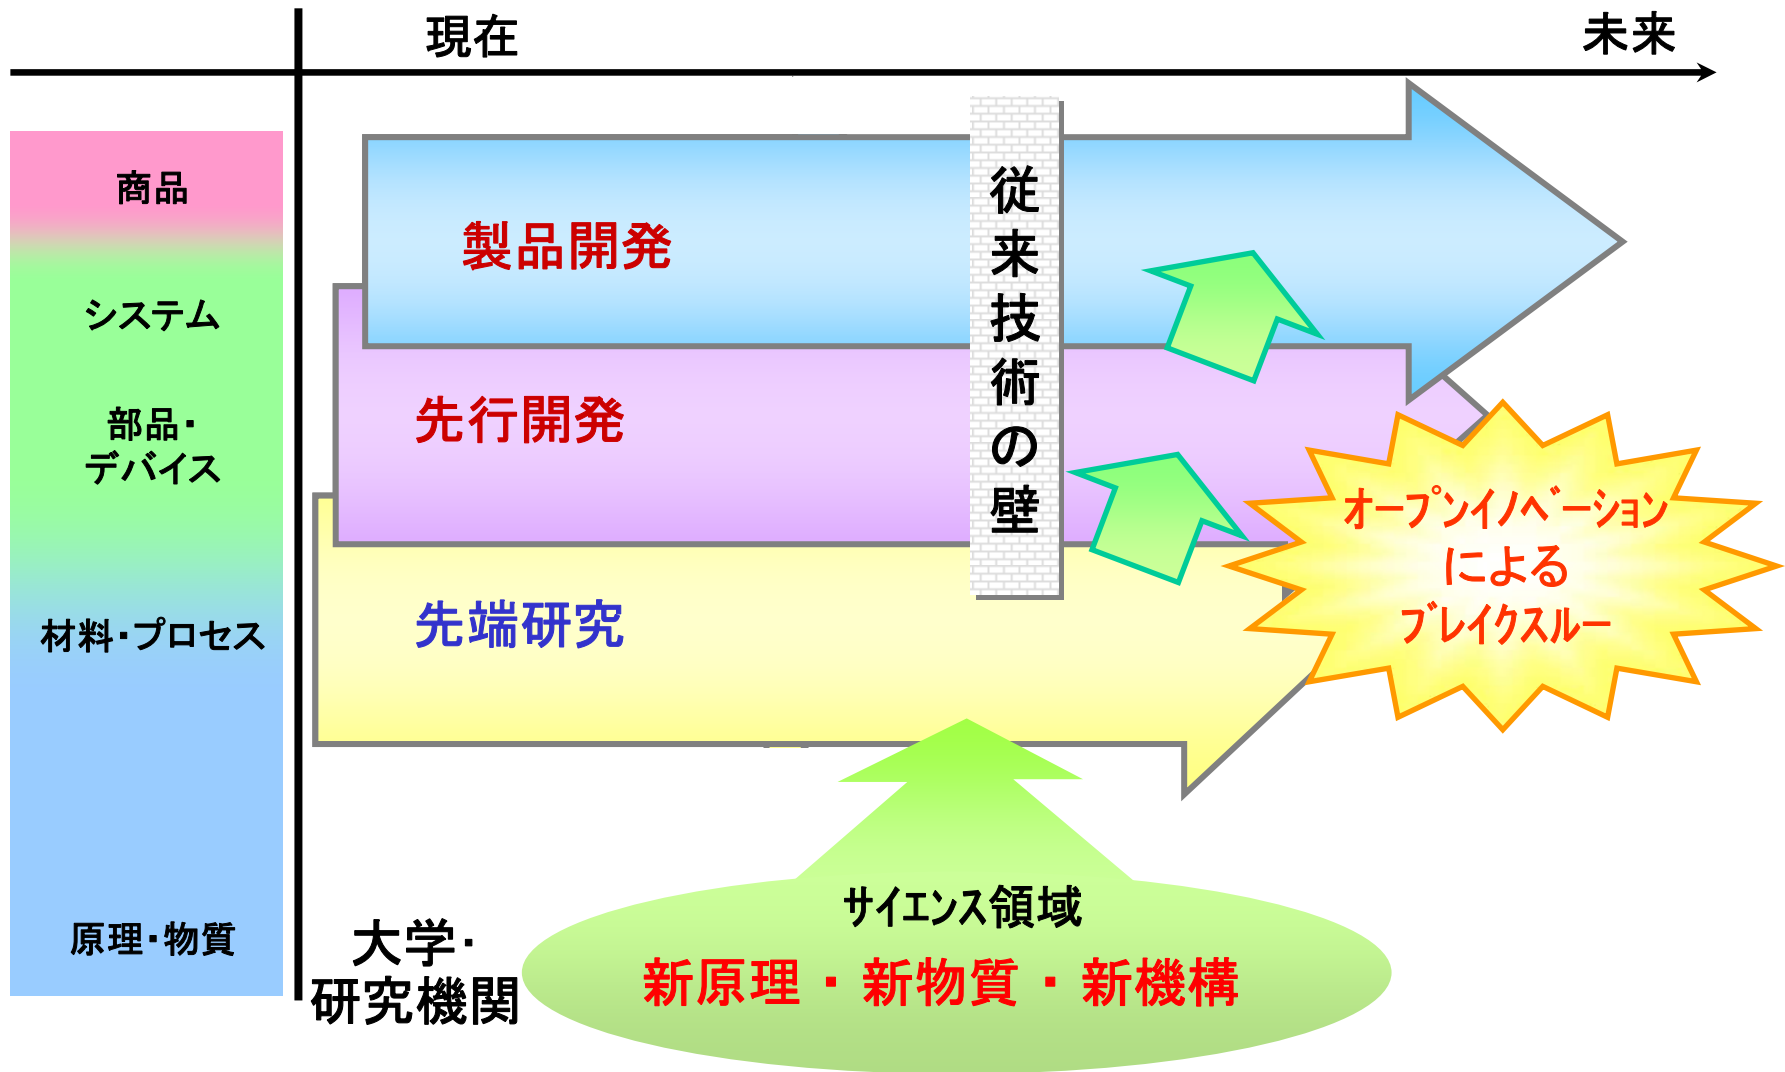 現在
未来
商品
システム
部品・
デバイス
材料・プロセス
原理・物質
製品開発
先行開発
先端研究
従来技術の壁
オープンイノベーション
による
ブレイクスルー
大学・
研究機関
サイエンス領域
新原理・新物質・新機構